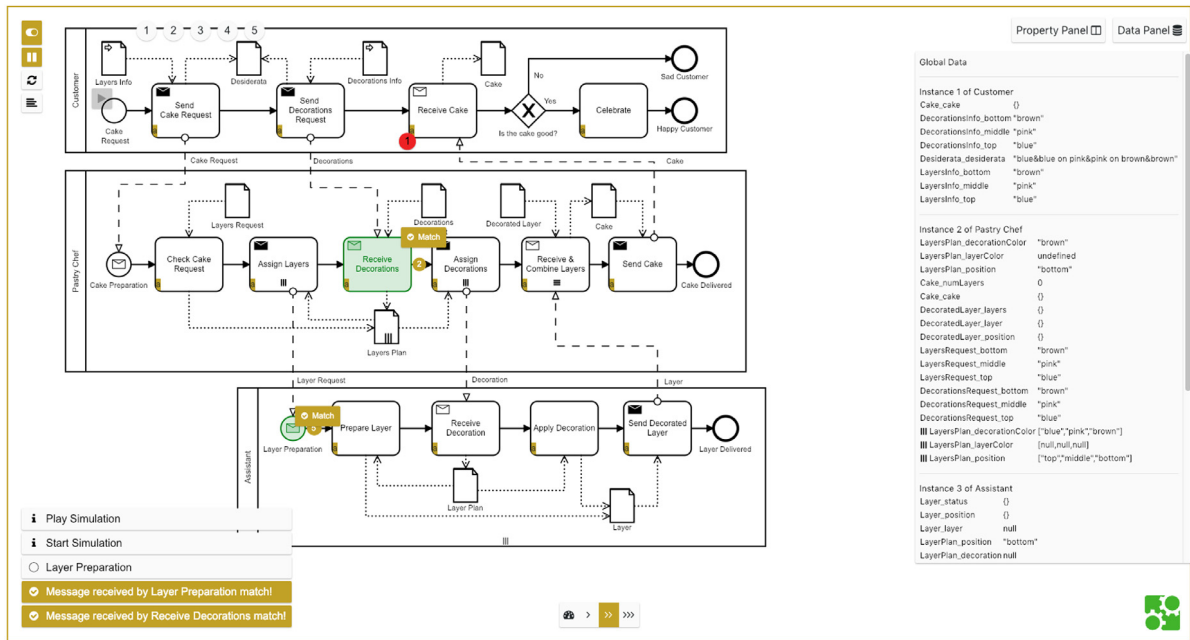 1 2 3 4 5
Property Panel
Data Panel
Customer
Layers Info
Desiderata
Decorations Info
Cake
Send
Cake Request
Send
Decorations
Request
Receive Cake
No
Yes
Is the cake good?
Celebrate
Sad Customer
Happy Customer
Cake
Request
1
Cake Request
Decorations
Cake
Pastry Chef
Layers Request
Decorations
Decorated Layer
Cake
Match
Check Cake
Request
Assign Layers
Receive
Decorations
2
Assign
Decorations
Receive &
Combine Layers
Send Cake
Cake Preparation
Cake Delivered
Layers Plan
Layer Request
Decoration
Layer
Assistant
Match
Prepare Layer
Receive
Decoration
Apply Decoration
Send Decorated
Layer
Layer Preparation
Layer Delivered
Layer Plan
Layer
Global Data
Instance 1 of Customer
Cake_cake {}
DecorationsInfo_bottom "brown"
DecorationsInfo_middle "pink"
DecorationsInfo_top "blue"
Desiderata_desiderata "blue&blue on pink&pink on brown&brown"
LayersInfo_bottom "brown"
LayersInfo_middle "pink"
LayersInfo_top "blue"
Instance 2 of Pastry Chef
LayersPlan_decorationColor "brown"
LayersPlan_layerColor undefined
LayersPlan_position "bottom"
Cake_numLayers 0
Cake_cake {}
DecoratedLayer_layers {}
DecoratedLayer_layer {}
DecoratedLayer_position {}
LayersRequest_bottom "brown"
LayersRequest_middle "pink"
LayersRequest_top "blue"
DecorationsRequest_bottom "brown"
DecorationsRequest_middle "pink"
DecorationsRequest_top "blue"
LayersPlan_decorationColor ["blue","pink","brown"]
LayersPlan_layerColor [null,null,null]
LayersPlan_position ["top","middle","bottom"]
Instance 3 of Assistant
Layer_status {}
Layer_position {}
Layer_layer null
LayerPlan_position "bottom"
LayerPlan_decoration null
Play Simulation
Start Simulation
Layer Preparation
Message received by Layer Preparation match!
Message received by Receive Decorations match!